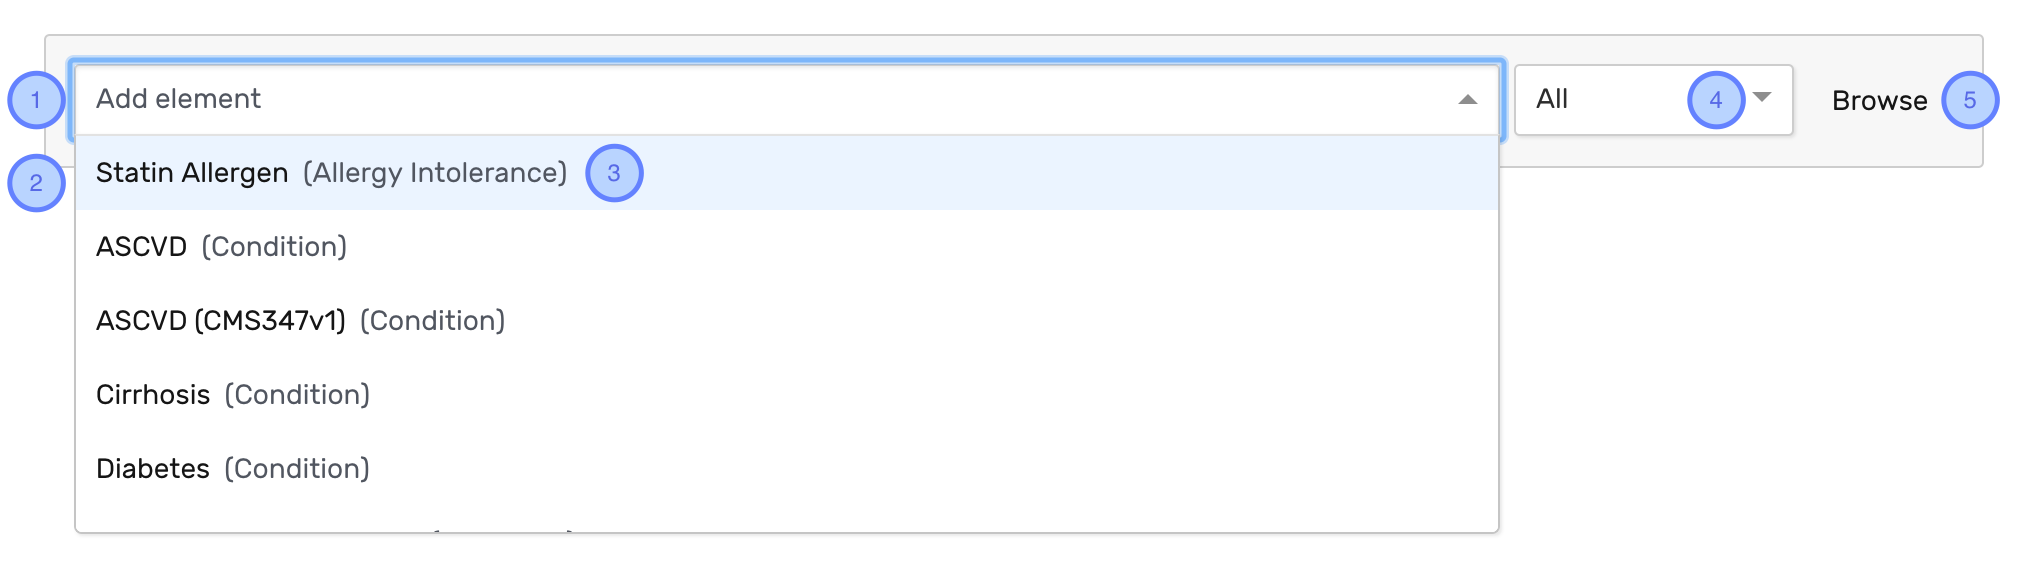 1 Add element All 4 Browse 5
2 Statin Allergen (Allergy Intolerance) 3
ASCVD (Condition)
ASCVD (CMS347v1) (Condition)
Cirrhosis (Condition)
Diabetes (Condition)